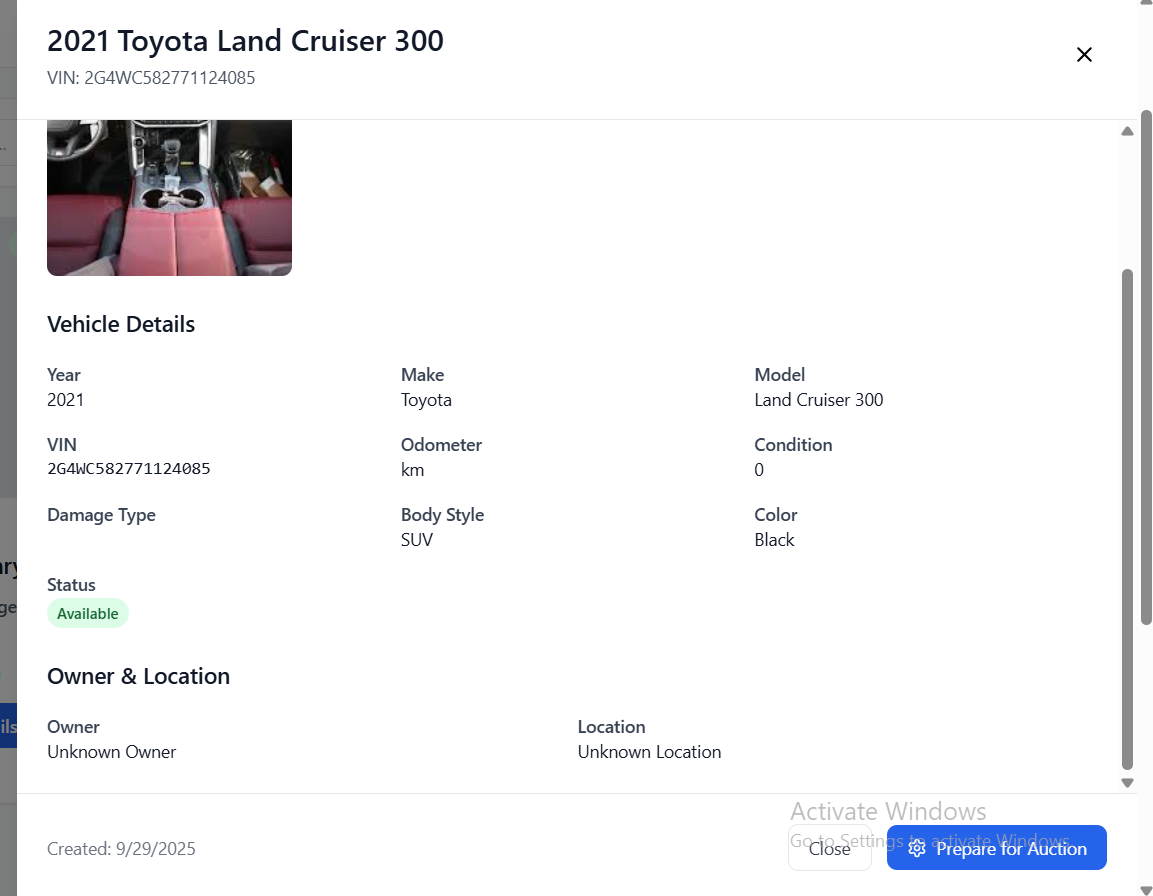 2021 Toyota Land Cruiser 300
VIN: 2G4WC582771124085
Vehicle Details
Year
2021
Make
Toyota
Model
Land Cruiser 300
VIN
2G4WC582771124085
Odometer
km
Condition
0
Damage Type
Body Style
SUV
Color
Black
Status
Available
Owner & Location
Owner
Unknown Owner
Location
Unknown Location
Created: 9/29/2025
Close
Prepare for Auction
Activate Windows
Go to Settings to activate Windows.